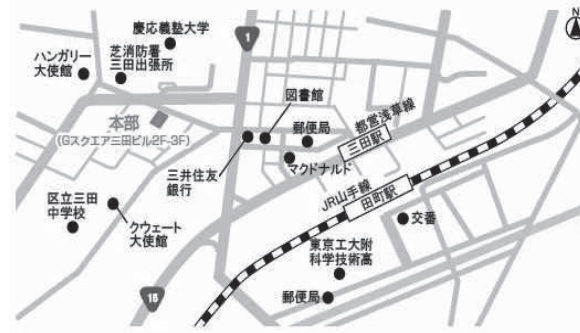 慶応義塾大学
ハンガリー
大使館
芝消防署
三田出張所
1
N
図書館
本部
(Gスクエア三田ビル2F-3F)
郵便局
都営浅草線
三田駅
三井住友
銀行
マクドナルド
区立三田
中学校
クウェート
大使館
JR山手線
田町駅
交番
東京工大附
科学技術高
15
郵便局